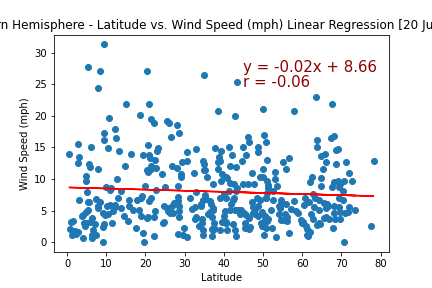 rn Hemisphere - Latitude vs. Wind Speed (mph) Linear Regression [20 Ju
y = -0.02x + 8.66
r = -0.06
30
25
20
15
10
5
0
Wind Speed (mph)
0 10 20 30 40 50 60 70 80
Latitude